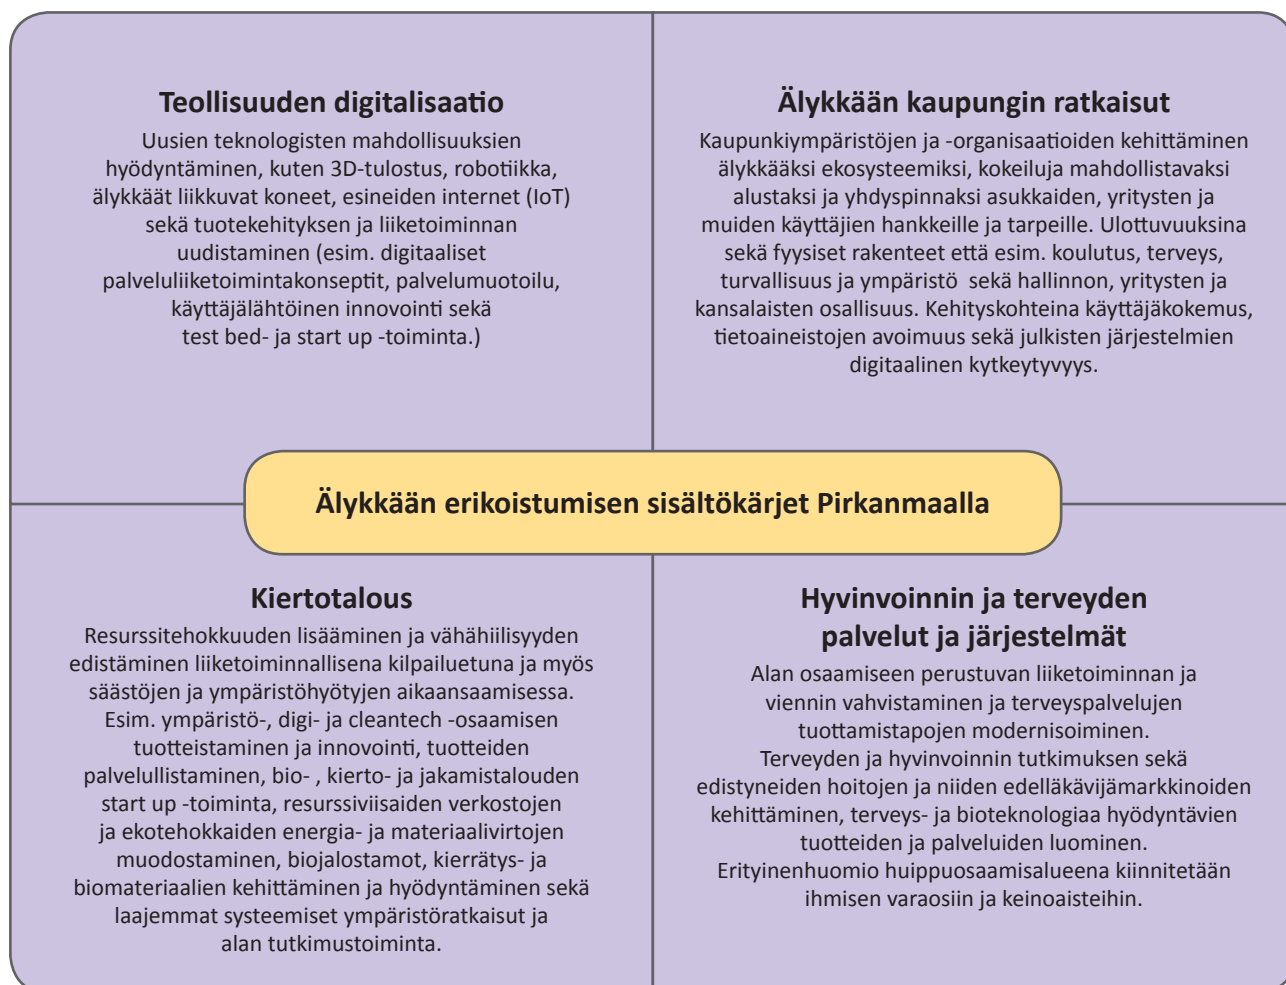 Teollisuuden digitalisaatio
Uusien teknologisten mahdollisuuksien
hyödyntäminen, kuten 3D-tulostus, robotiikka,
älykkäät liikkuvat koneet, esineiden internet (IoT)
sekä tuotekehityksen ja liiketoiminnan
uudistaminen (esim. digitaaliset
palveluliiketoimintakonseptit, palvelumuotoilu,
käyttäjälähtöinen innovointi sekä
test bed- ja start up -toiminta.)
Älykkään kaupungin ratkaisut
Kaupunkiympäristöjen ja -organisaatioiden kehittäminen
älykkääksi ekosysteemiksi, kokeiluja mahdollistavaksi
alustaksi ja yhdyspinnaksi asukkaiden, yritysten ja
muiden käyttäjien hankkeille ja tarpeille. Ulottuvuuksina
sekä fyysiset rakenteet että esim. koulutus, terveys,
turvallisuus ja ympäristö sekä hallinnon, yritysten ja
kansalaisten osallisuus. Kehityskohteina käyttäjäkokemus,
tietoaineistojen avoimuus sekä julkisten järjestelmien
digitaalinen kytkeytyvyys.
Älykkään erikoistumisen sisältökärjet Pirkanmaalla
Kiertotalous
Resurssitehokkuuden lisääminen ja vähähiilisyyden
edistäminen liiketoiminnallisena kilpailuetuna ja myös
säästöjen ja ympäristöhyötyjen aikaansaamisessa.
Esim. ympäristö-, digi- ja cleantech -osaamisen
tuotteistaminen ja innovointi, tuotteiden
palvelullistaminen, bio- , kierto- ja jakamistalouden
start up -toiminta, resurssiviisaiden verkostojen
ja ekotehokkaiden energia- ja materiaalivirtojen
muodostaminen, biojalostamot, kierrätys- ja
biomateriaalien kehittäminen ja hyödyntäminen sekä
laajemmat systeemiset ympäristöratkaisut ja
alan tutkimustoiminta.
Hyvinvoinnin ja terveyden
palvelut ja järjestelmät
Alan osaamiseen perustuvan liiketoiminnan ja
viennin vahvistaminen ja terveyspalvelujen
tuottamistapojen modernisoiminen.
Terveyden ja hyvinvoinnin tutkimuksen sekä
edistyneiden hoitojen ja niiden edelläkävijämarkkinoiden
kehittäminen, terveys- ja bioteknologiaa hyödyntävien
tuotteiden ja palveluiden luominen.
Erityinenhuomio huippuosaamisalueena kiinnitetään
ihmisen varaosiin ja keinoaisteihin.